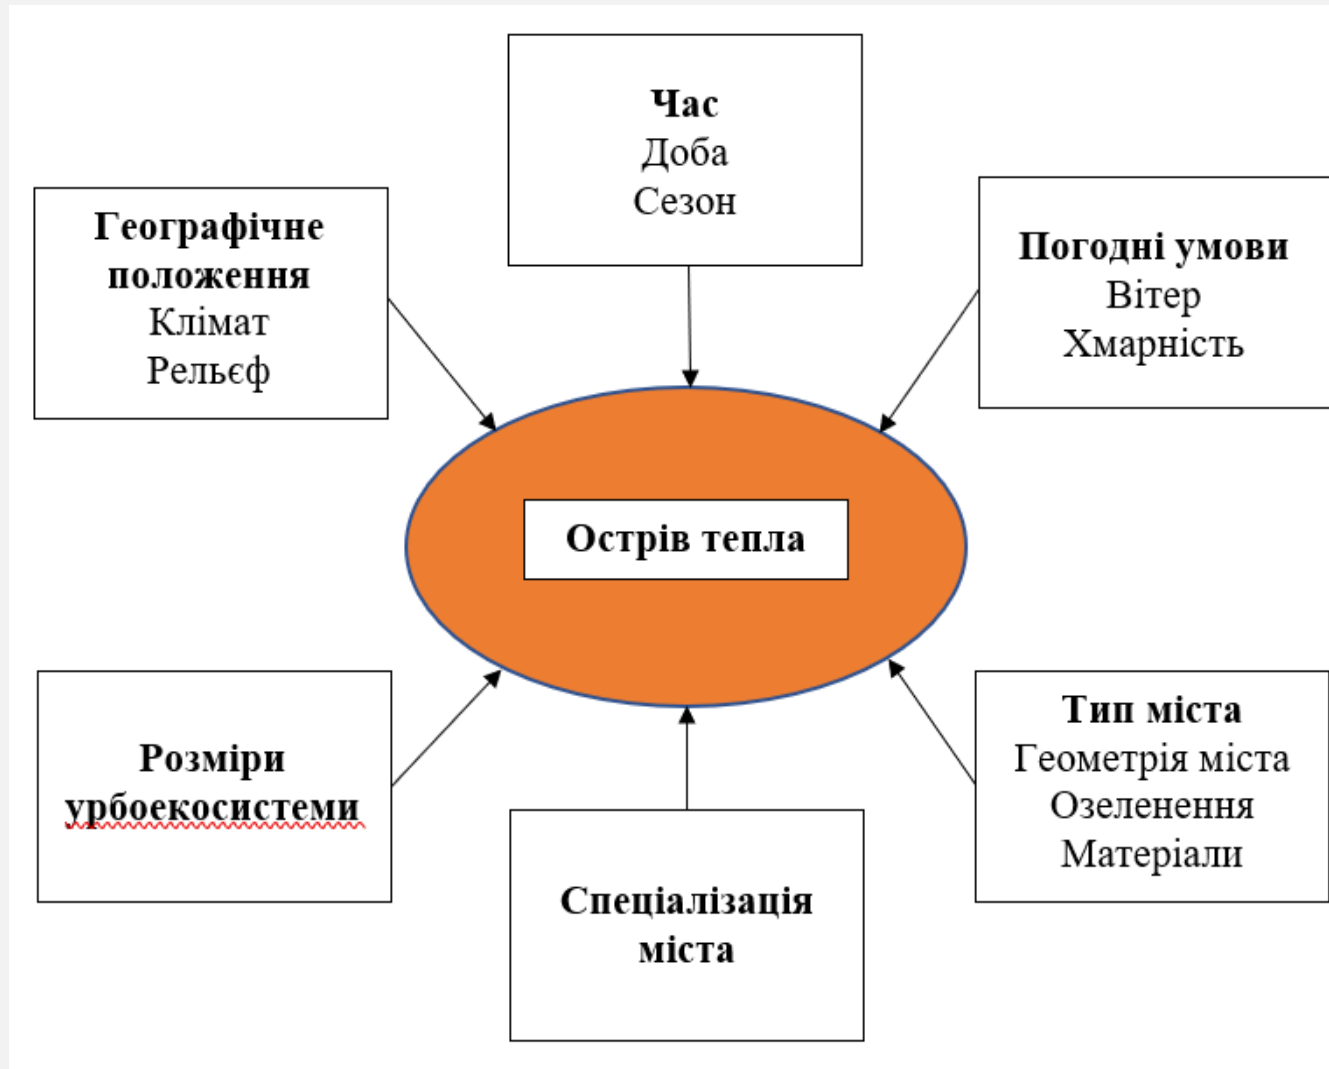 Час
Доба
Сезон
Географічне
положення
Клімат
Рельєф
Погодні умови
Вітер
Хмарність
Острів тепла
Розміри
урбоекосистеми
Спеціалізація
міста
Тип міста
Геометрія міста
Озеленення
Матеріали